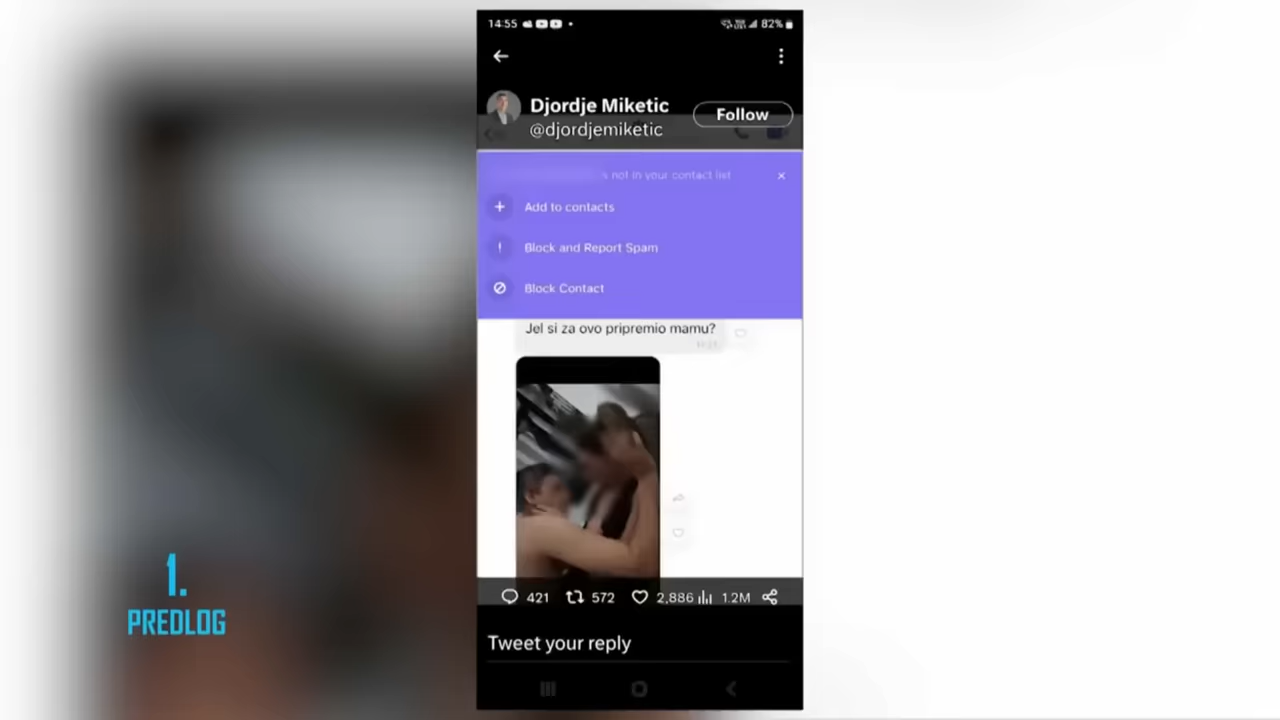 14:55
82%
Djordje Miketic
@djordjemiketic
Follow
s not in your contact list
Add to contacts
Block and Report Spam
Block Contact
Jel si za ovo pripremio mamu?
421 572 2,886 1.2M
Tweet your reply
1.
PREDLOG